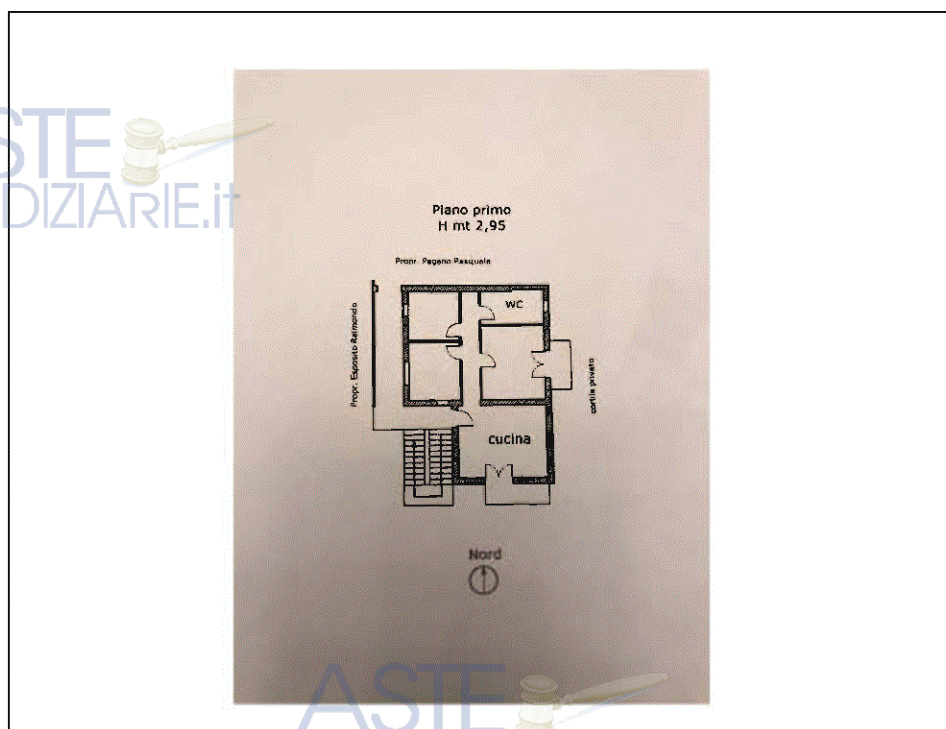 ASTE
DIZIARIE.it
Piano primo
H mt 2,95
Propr. Pagano Pasquale
Propr. Esposito Raimondo
WC
cortile privato
cucina
Nord
ASTE